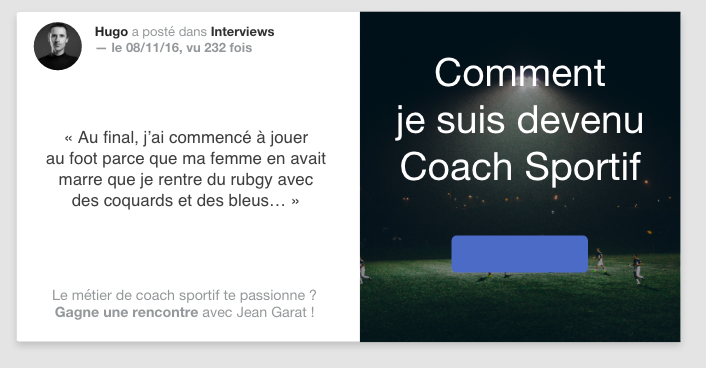 Hugo a posté dans Interviews
— le 08/11/16, vu 232 fois
« Au final, j’ai commencé à jouer
au foot parce que ma femme en avait
marre que je rentre du rubgy avec
des coquards et des bleus… »
Le métier de coach sportif te passionne ?
Gagne une rencontre avec Jean Garat !
Comment
je suis devenu
Coach Sportif